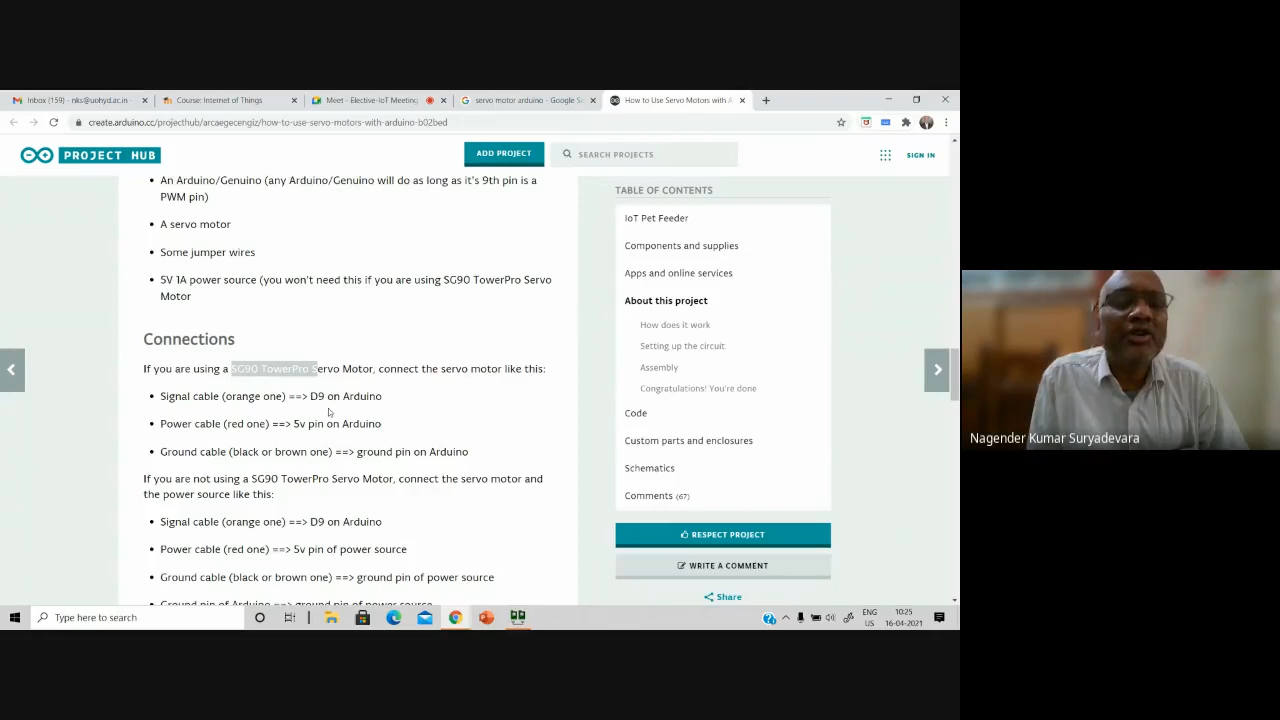 Inbox (159) - nks@uohyd.ac.in -
Course: Internet of Things
Meet - Elective-IoT Meeting
servo motor arduino - Google Se
How to Use Servo Motors with A
create.arduino.cc/projecthub/arcaegecengiz/how-to-use-servo-motors-with-arduino-b02bed
PROJECT HUB
ADD PROJECT
SEARCH PROJECTS
SIGN IN
• An Arduino/Genuino (any Arduino/Genuino will do as long as it's 9th pin is a
PWM pin)
• A servo motor
• Some jumper wires
• 5V 1A power source (you won't need this if you are using SG90 TowerPro Servo
Motor
Connections
If you are using a SG90 TowerPro Servo Motor, connect the servo motor like this:
• Signal cable (orange one) ==> D9 on Arduino
• Power cable (red one) ==> 5v pin on Arduino
• Ground cable (black or brown one) ==> ground pin on Arduino
If you are not using a SG90 TowerPro Servo Motor, connect the servo motor and
the power source like this:
• Signal cable (orange one) ==> D9 on Arduino
• Power cable (red one) ==> 5v pin of power source
• Ground cable (black or brown one) ==> ground pin of power source
• Ground pin of Arduino ==> ground pin of power source
TABLE OF CONTENTS
IoT Pet Feeder
Components and supplies
Apps and online services
About this project
How does it work
Setting up the circuit
Assembly
Congratulations! You're done
Code
Custom parts and enclosures
Schematics
Comments (67)
RESPECT PROJECT
WRITE A COMMENT
Share
Nagender Kumar Suryadevara
Type here to search
ENG
US
10:25
16-04-2021